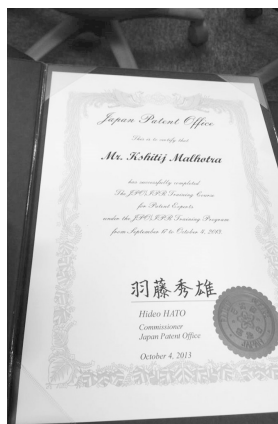 Japan Patent Office
This is to certify that
Mr. Kshitij Malhotra
has successfully completed
The JPO/IPR Training Course
for Patent Experts
under the JPO/IPR Training Program
from September 17 to October 4, 2013.
羽藤秀雄
Hideo HATO
Commissioner
Japan Patent Office
October 4, 2013